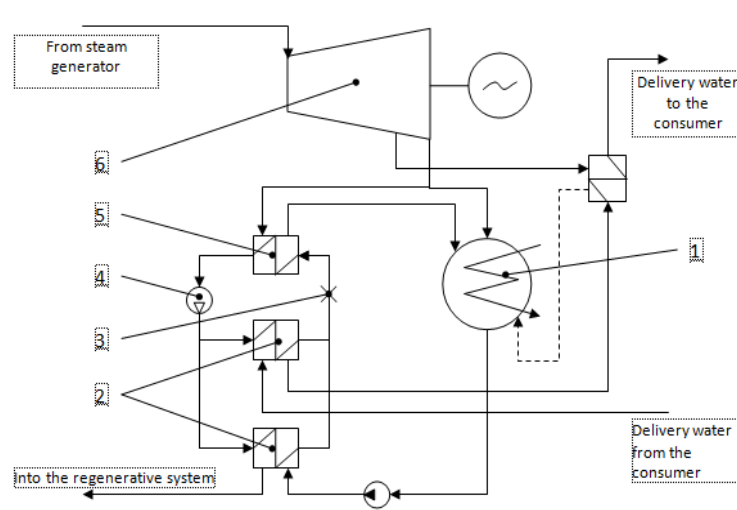 From steam
generator
Delivery water
to the
consumer
6
5
1
4
3
2
Delivery water
from the
consumer
Into the regenerative system